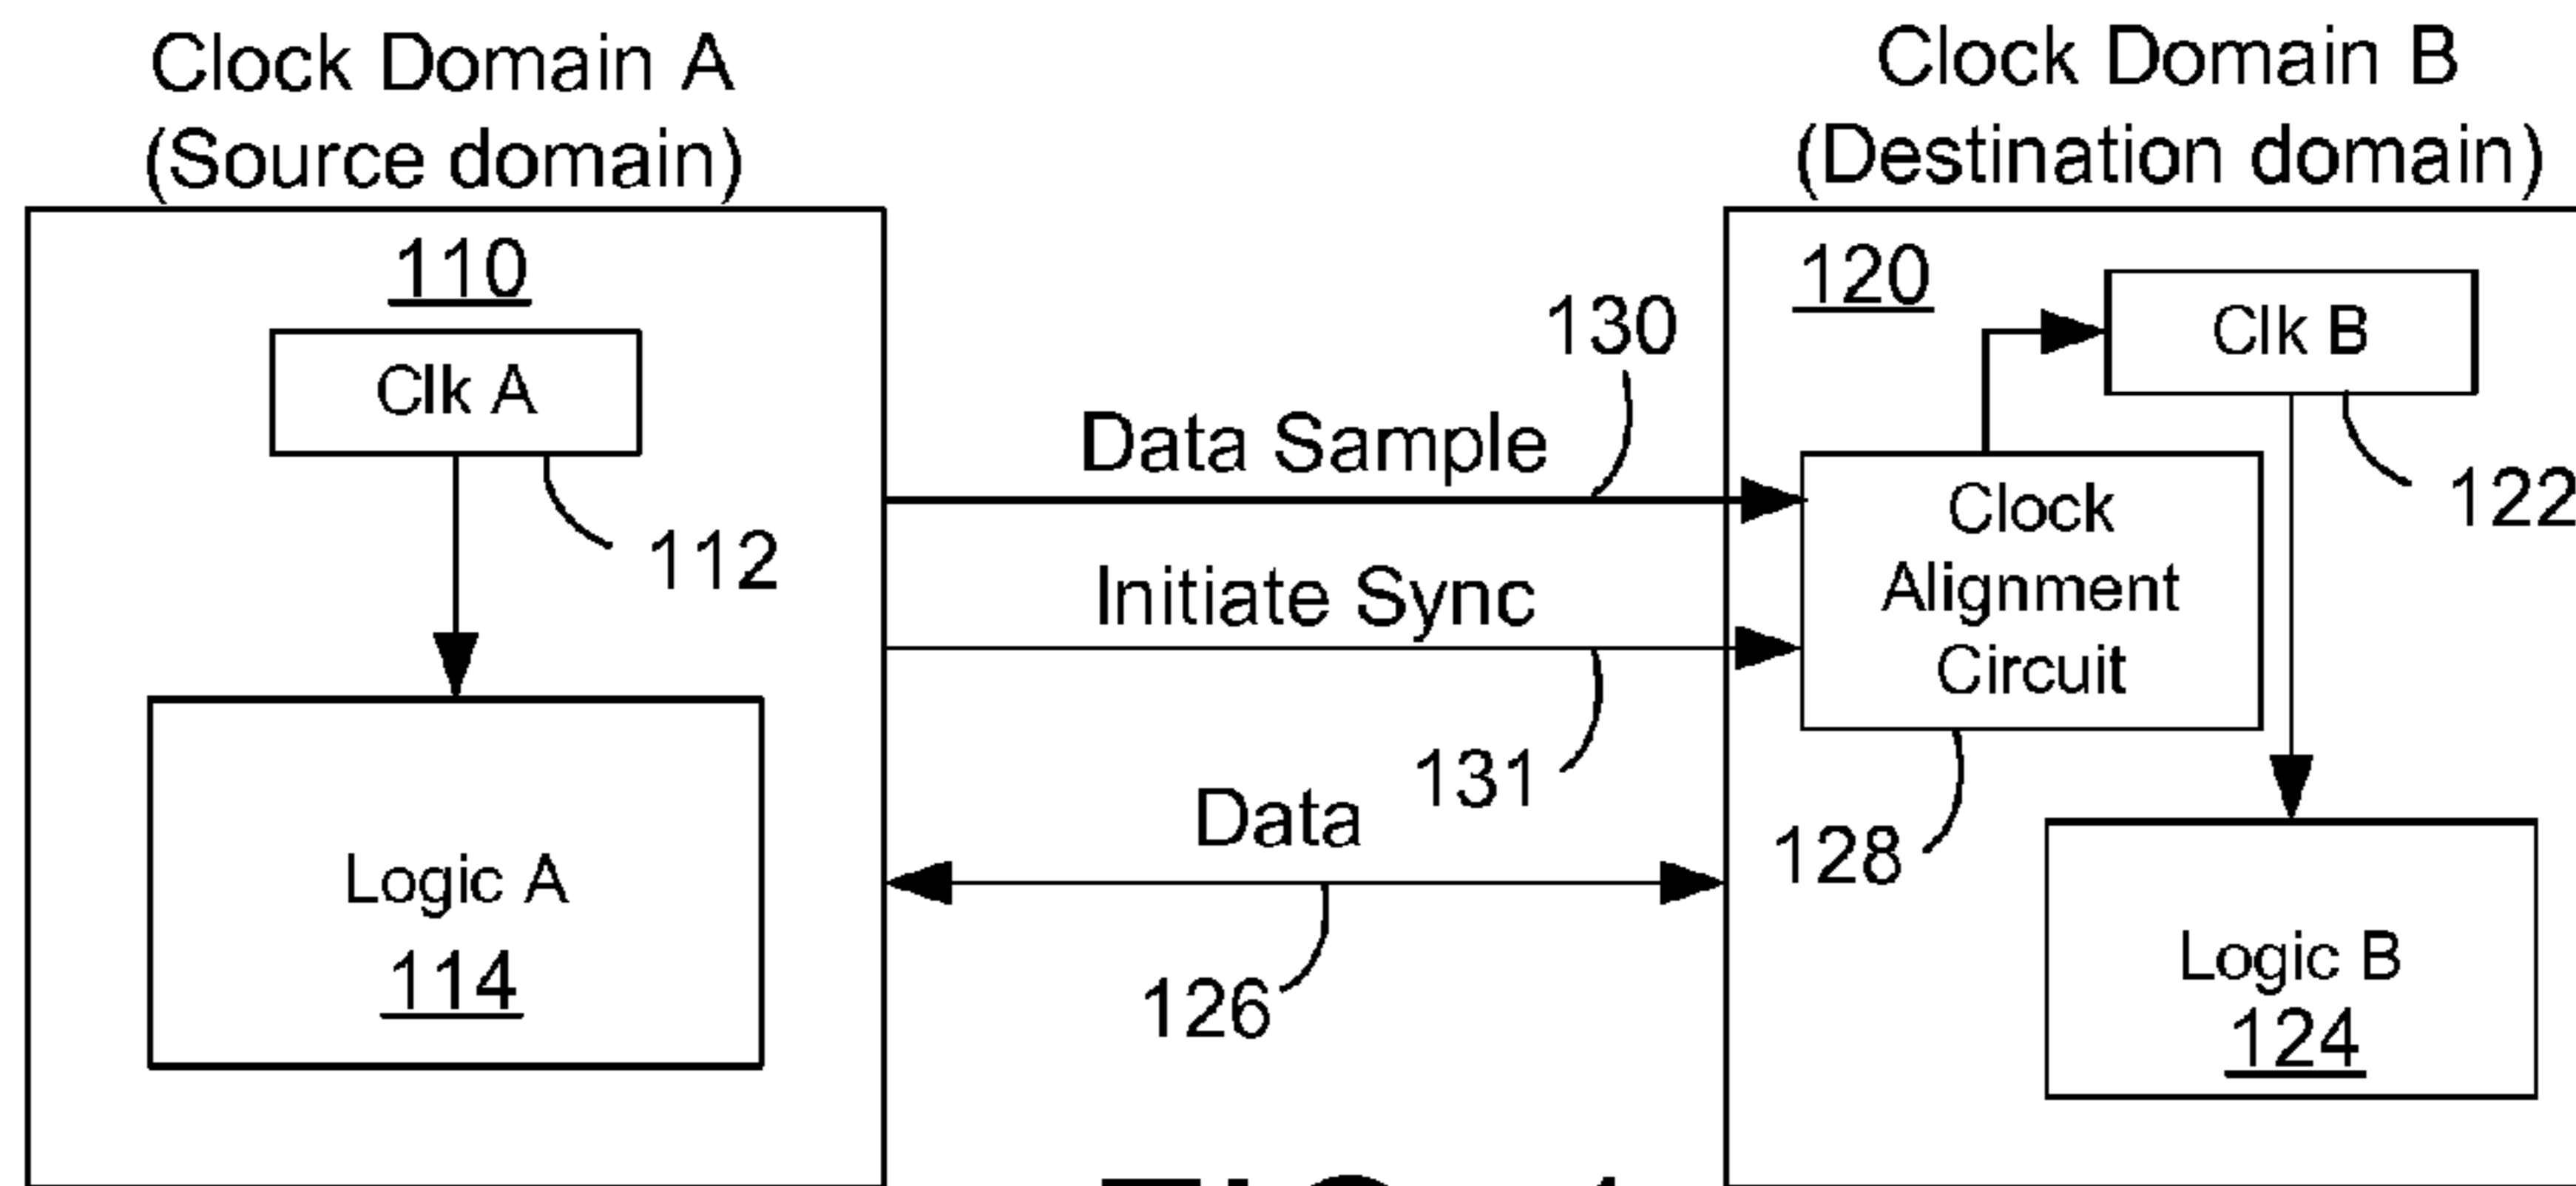 Clock Domain A
(Source domain)
110
Clk A
112
Logic A
114
Data Sample
130
Initiate Sync
131
Data
126
Clock Domain B
(Destination domain)
120
Clk B
122
Clock
Alignment
Circuit
128
Logic B
124